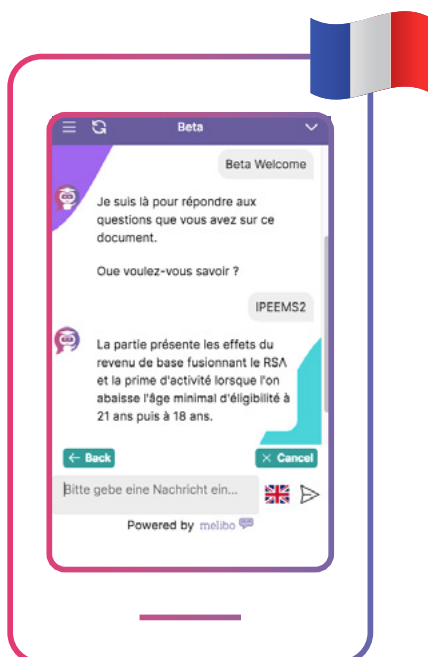 Beta
Beta Welcome
Je suis là pour répondre aux
questions que vous avez sur ce
document.
Que voulez-vous savoir ?
IPEEMS2
La partie présente les effets du
revenu de base fusionnant le RSA
et la prime d'activité lorsque l'on
abaisse l'âge minimal d'éligibilité à
21 ans puis à 18 ans.
← Back
× Cancel
Bitte gebe eine Nachricht ein...
Powered by melibo